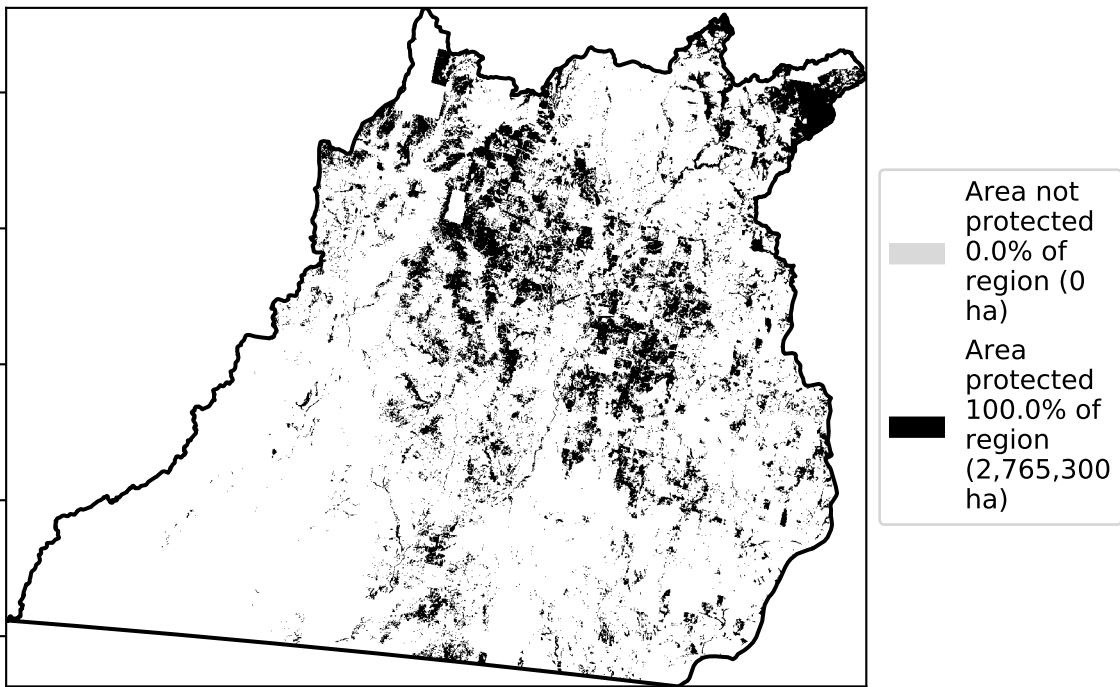 Area not
protected
0.0% of
region (0
ha)
Area
protected
100.0% of
region
(2,765,300
ha)